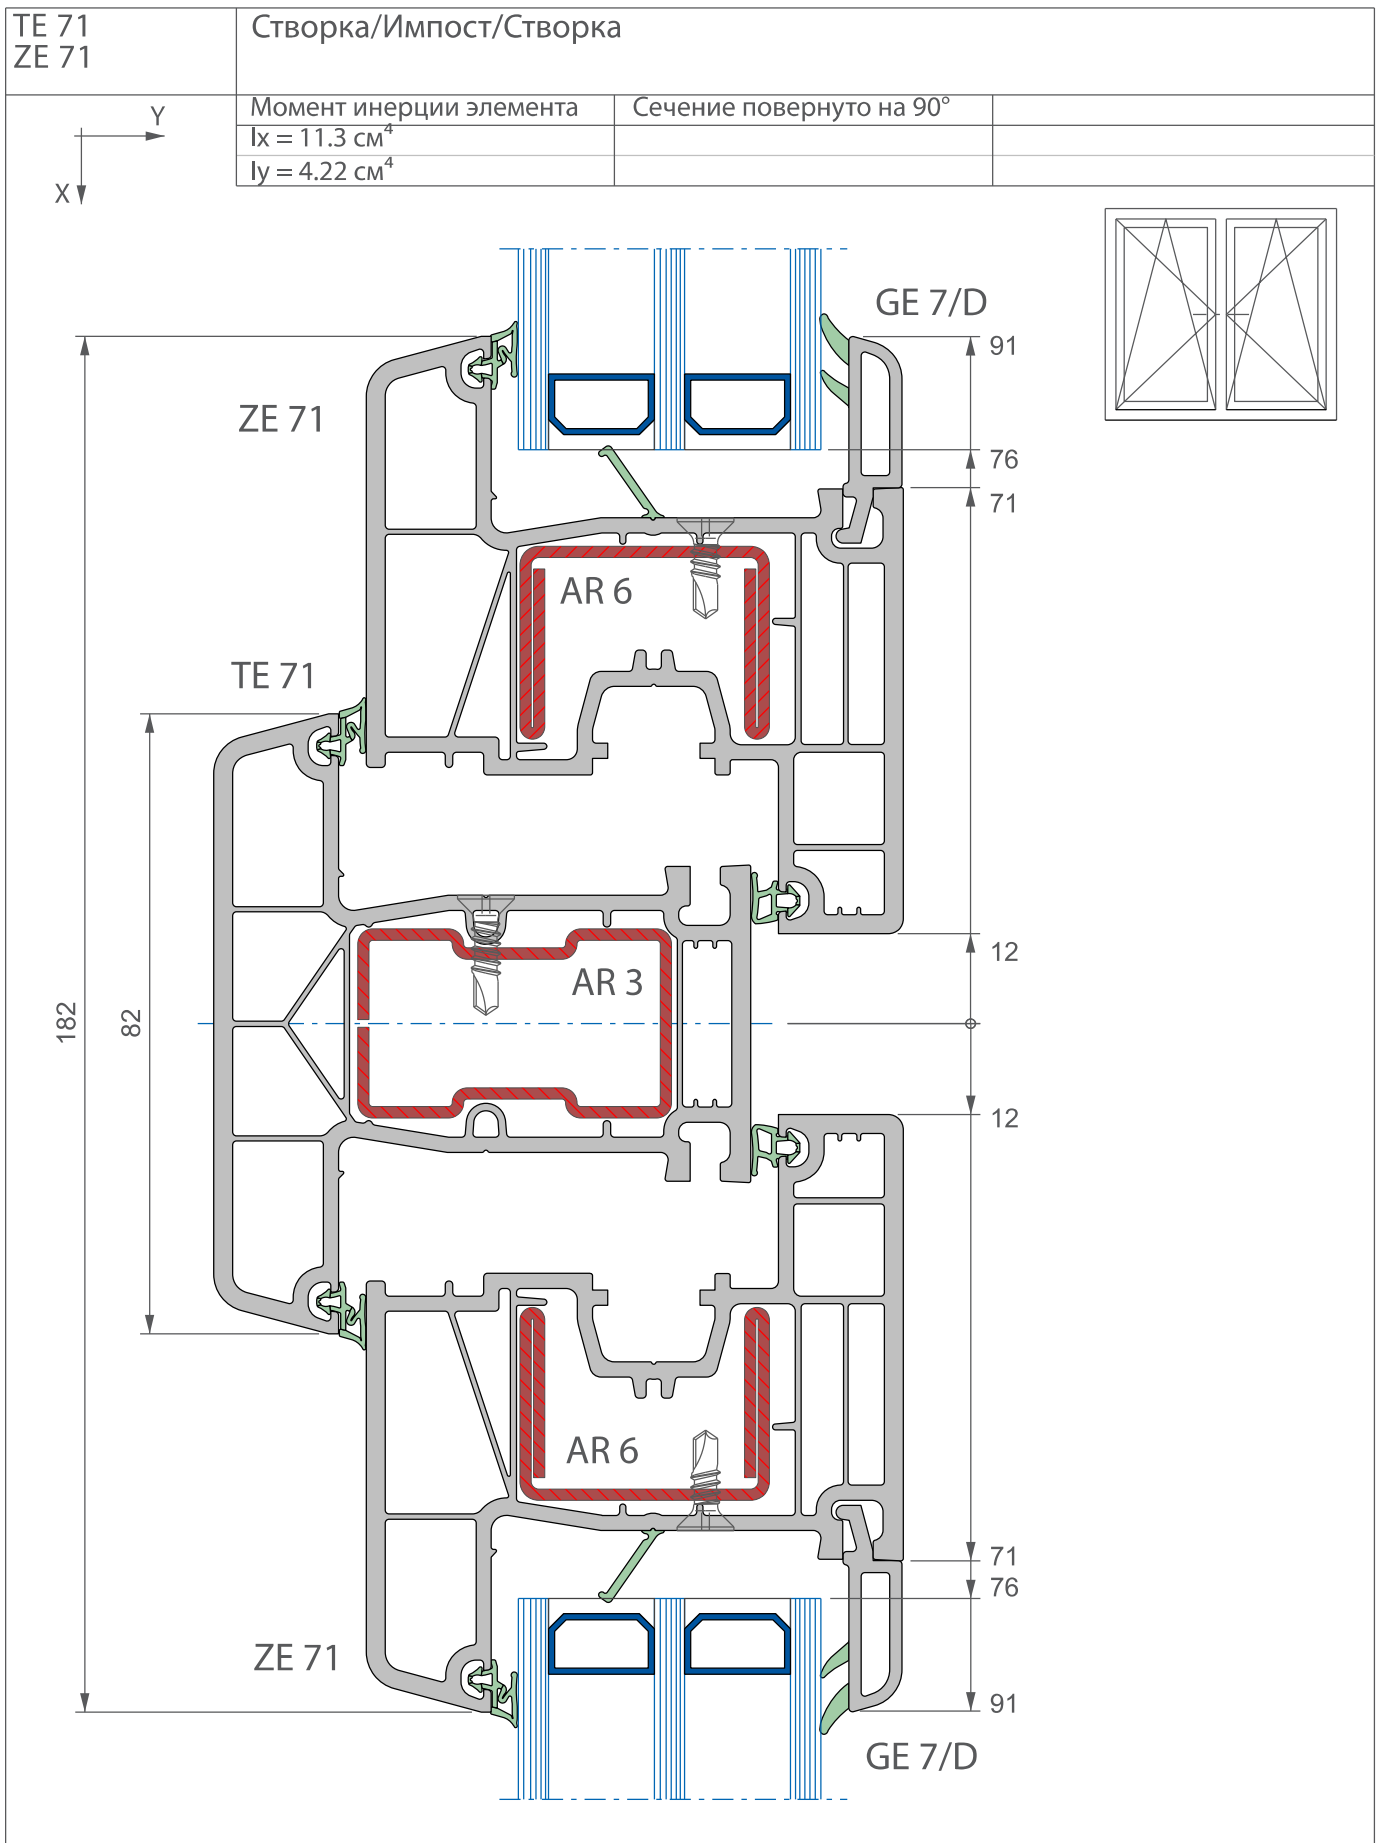 TE 71
ZE 71
Створка/Импост/Створка
Момент инерции элемента
Сечение повернуто на 90°
Ix = 11.3 см⁴
Iy = 4.22 см⁴
Y
X
GE 7/D
91
ZE 71
76
71
AR 6
TE 71
12
AR 3
182
82
12
AR 6
71
76
ZE 71
91
GE 7/D